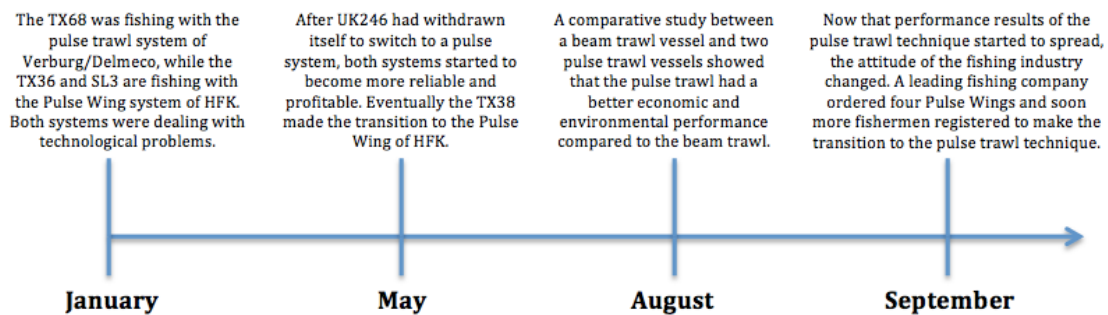 The TX68 was fishing with the
pulse trawl system of
Verburg/Delmeco, while the
TX36 and SL3 are fishing with
the Pulse Wing system of HFK.
Both systems were dealing with
technological problems.
After UK246 had withdrawn
itself to switch to a pulse
system, both systems started to
become more reliable and
profitable. Eventually the TX38
made the transition to the Pulse
Wing of HFK.
A comparative study between
a beam trawl vessel and two
pulse trawl vessels showed
that the pulse trawl had a
better economic and
environmental performance
compared to the beam trawl.
Now that performance results of the
pulse trawl technique started to spread,
the attitude of the fishing industry
changed. A leading fishing company
ordered four Pulse Wings and soon
more fishermen registered to make the
transition to the pulse trawl technique.
January
May
August
September